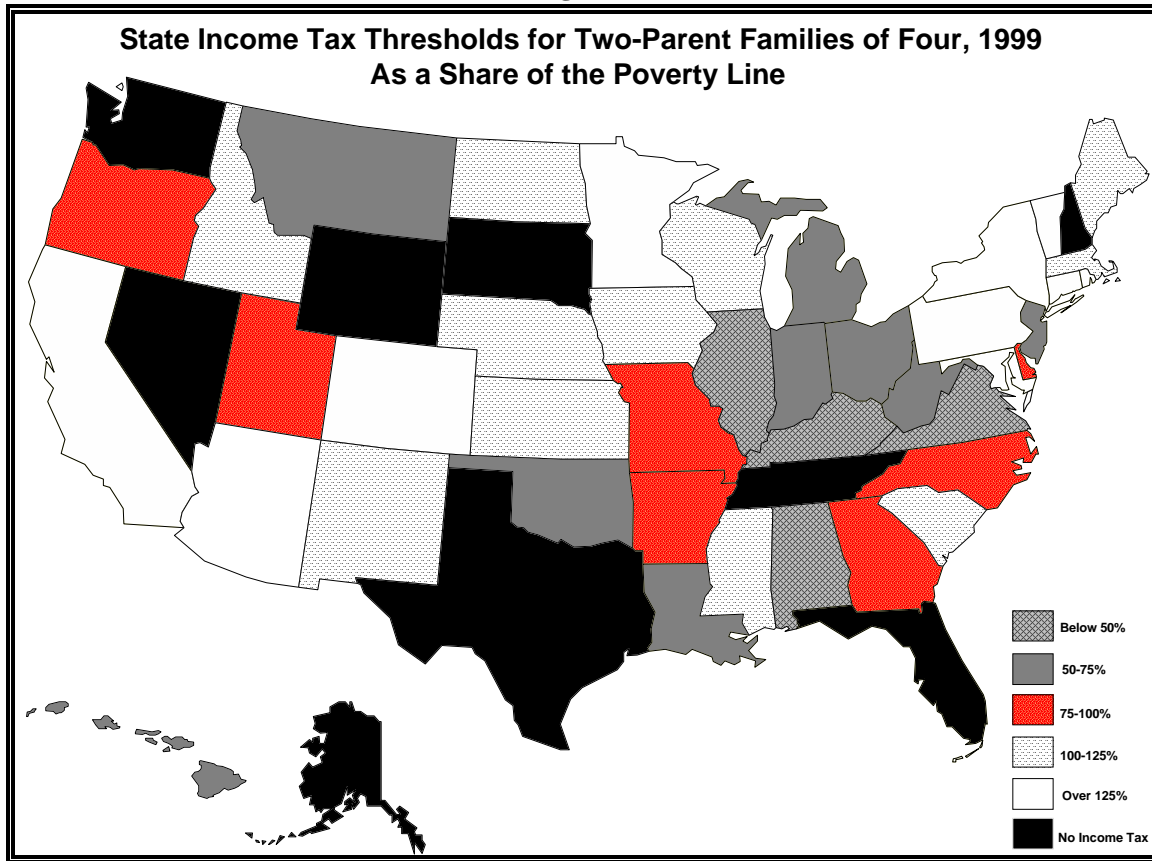 State Income Tax Thresholds for Two-Parent Families of Four, 1999
As a Share of the Poverty Line
Below 50%
50-75%
75-100%
100-125%
Over 125%
No Income Tax